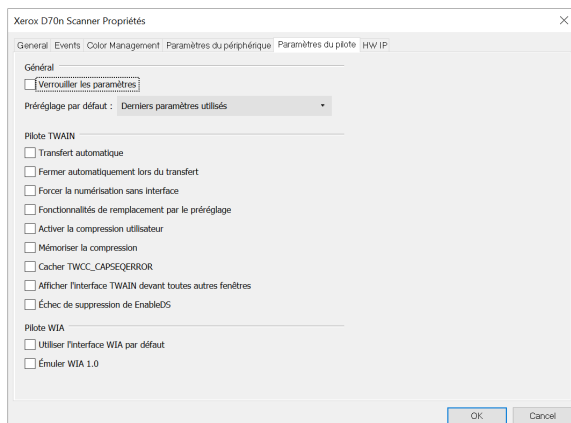 Xerox D70n Scanner Propriétés
General Events Color Management Paramètres du périphérique Paramètres du pilote HW IP
Général
Verrouiller les paramètres
Préréglage par défaut : Derniers paramètres utilisés
Pilote TWAIN
Transfert automatique
Fermer automatiquement lors du transfert
Forcer la numérisation sans interface
Fonctionnalités de remplacement par le préréglage
Activer la compression utilisateur
Mémoriser la compression
Cacher TWCC_CAPSEQERROR
Afficher l'interface TWAIN devant toutes autres fenêtres
Échec de suppression de EnableDS
Pilote WIA
Utiliser l'interface WIA par défaut
Émuler WIA 1.0
OK Cancel